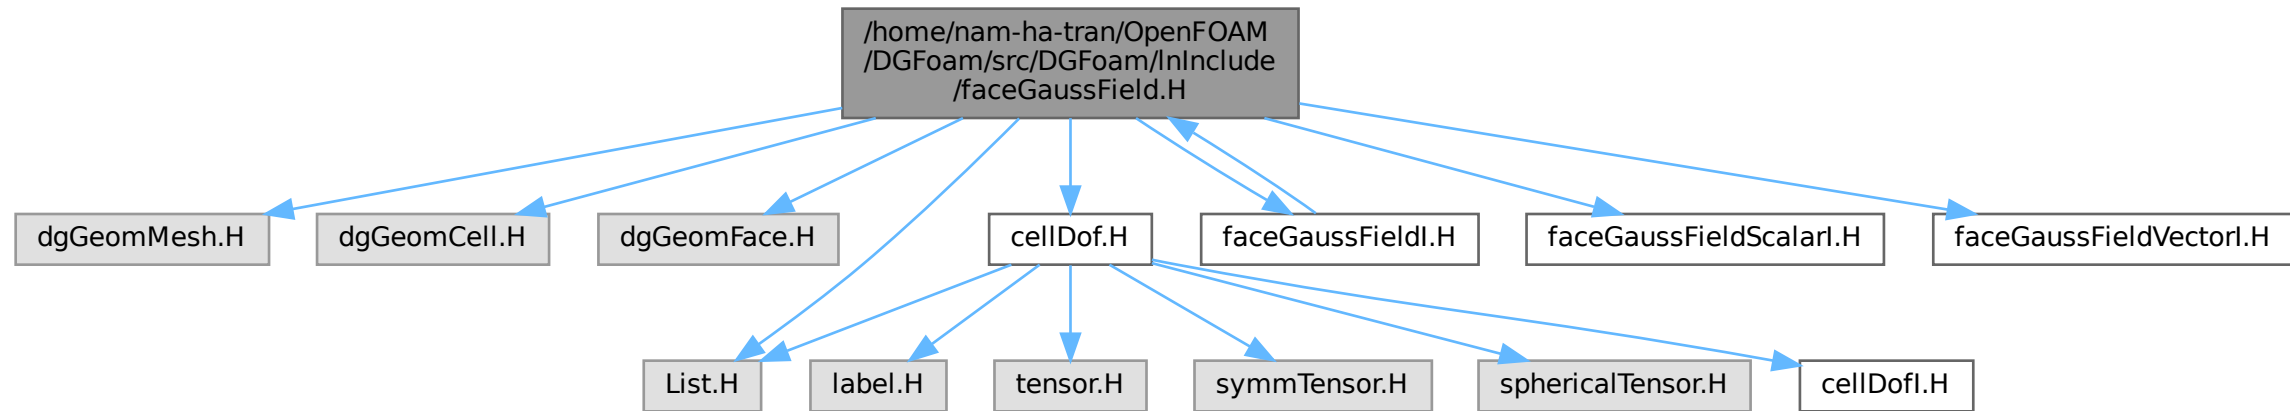 /home/nam-ha-tran/OpenFOAM
/DGFoam/src/DGFoam/lnInclude
/faceGaussField.H
dgGeomMesh.H
dgGeomCell.H
dgGeomFace.H
cellDof.H
faceGaussFieldI.H
faceGaussFieldScalarI.H
faceGaussFieldVectorI.H
List.H
label.H
tensor.H
symmTensor.H
sphericalTensor.H
cellDofI.H